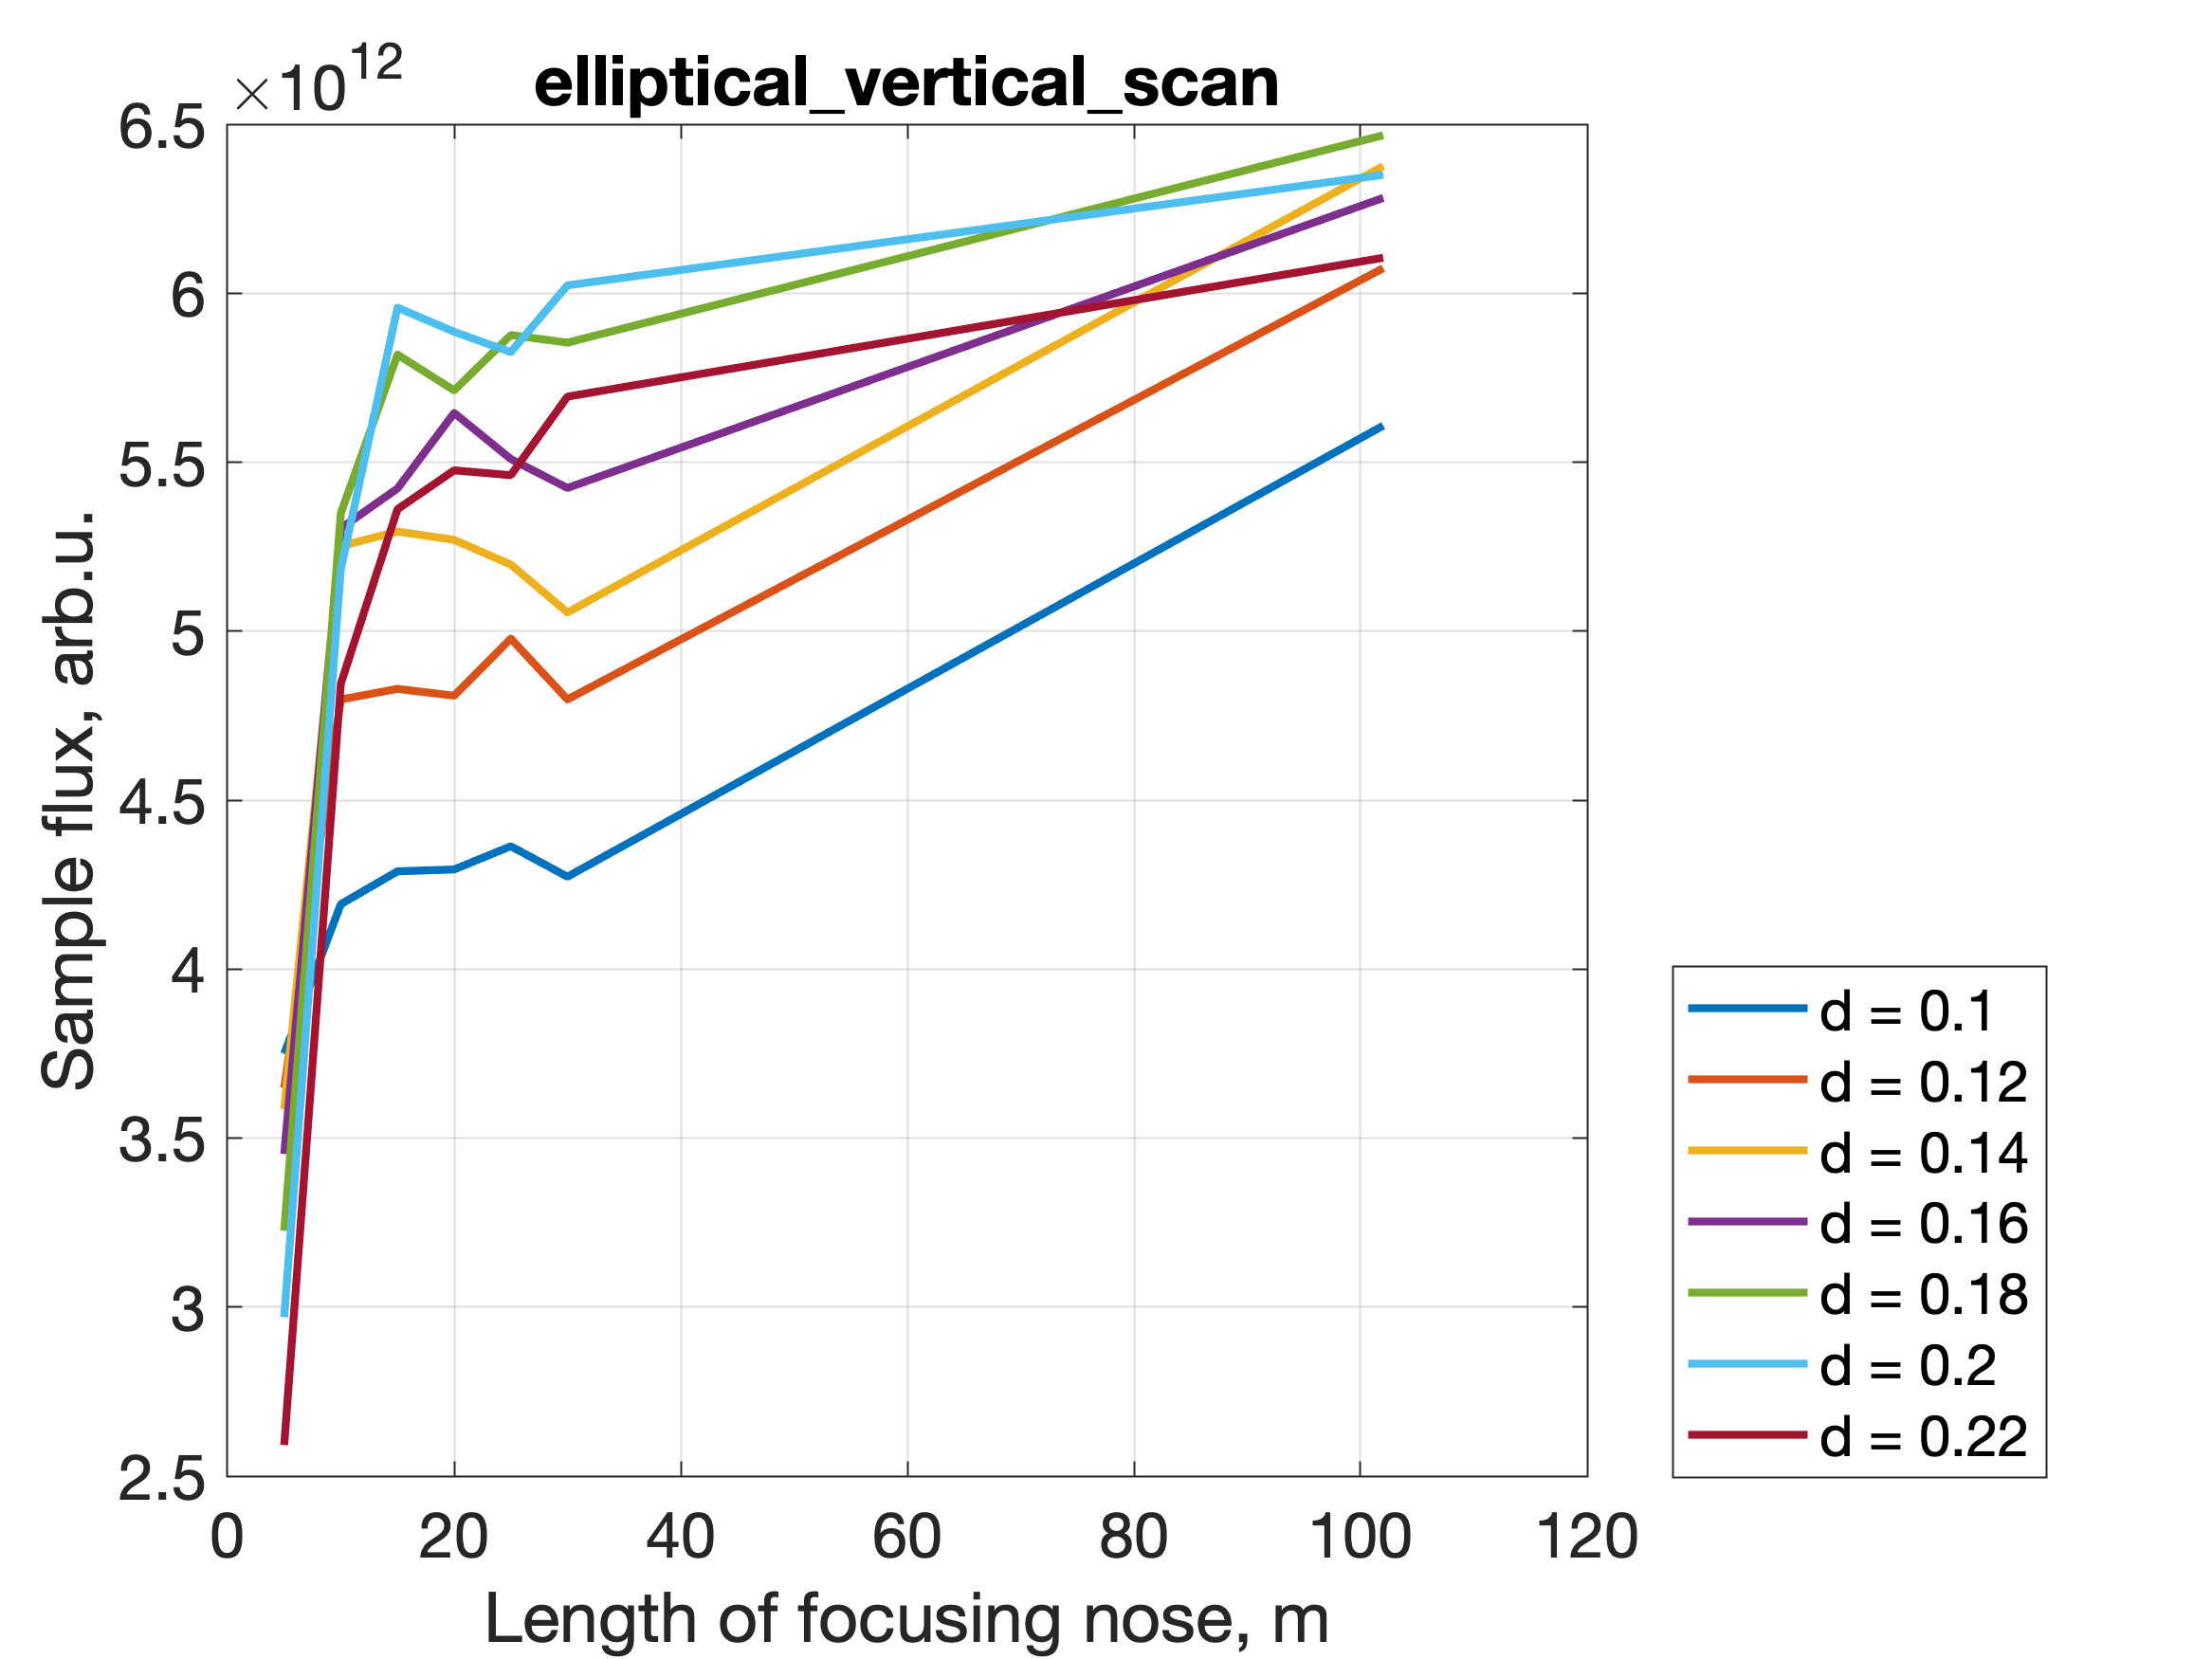 ×10^12
elliptical_vertical_scan
6.5
6
5.5
5
4.5
4
3.5
3
2.5
Sample flux, arb.u.
0 20 40 60 80 100 120
Length of focusing nose, m
d = 0.1
d = 0.12
d = 0.14
d = 0.16
d = 0.18
d = 0.2
d = 0.22